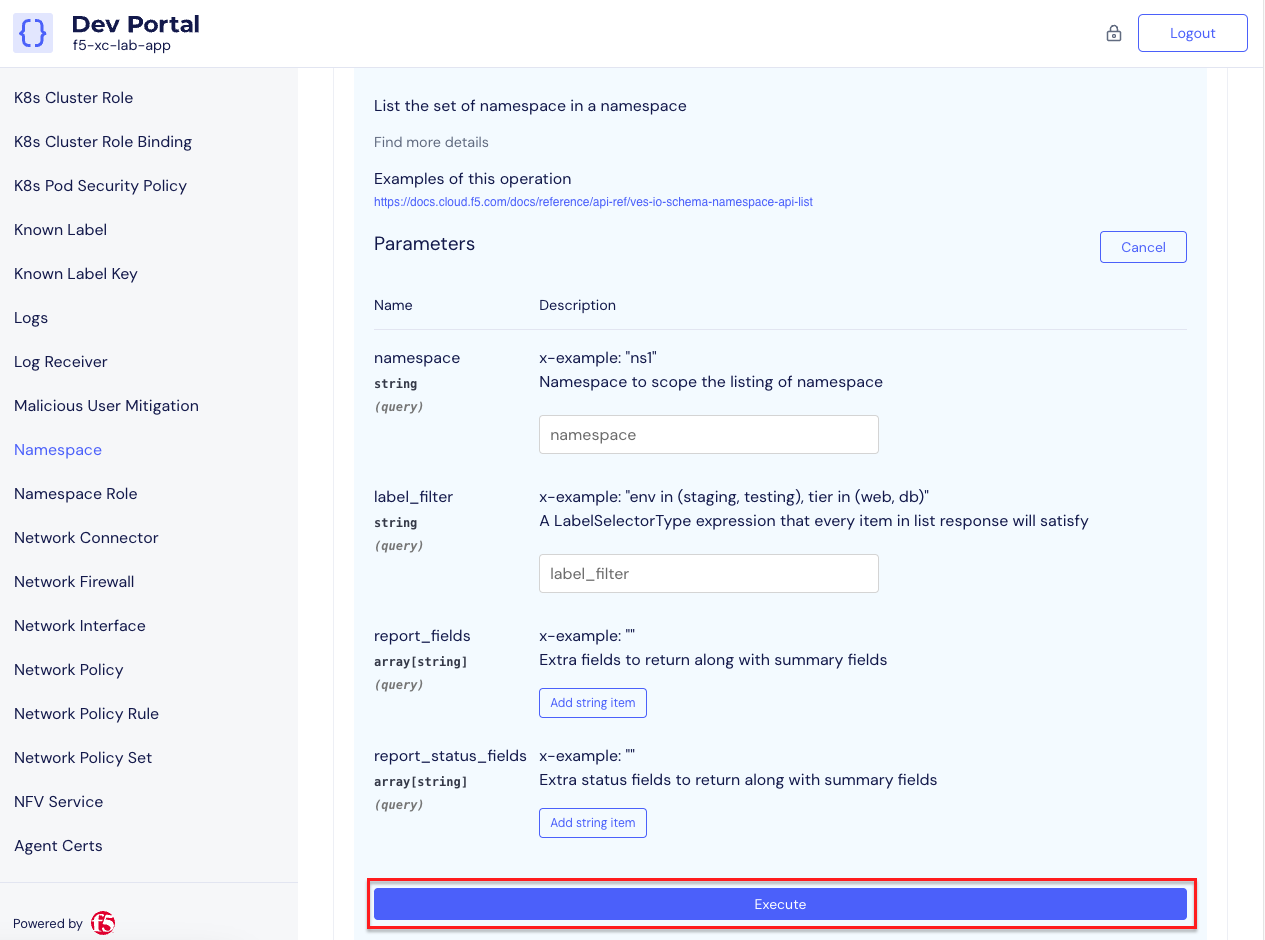 {} Dev Portal
f5-xc-lab-app
Logout
K8s Cluster Role
K8s Cluster Role Binding
K8s Pod Security Policy
Known Label
Known Label Key
Logs
Log Receiver
Malicious User Mitigation
Namespace
Namespace Role
Network Connector
Network Firewall
Network Interface
Network Policy
Network Policy Rule
Network Policy Set
NFV Service
Agent Certs
Powered by f5
List the set of namespace in a namespace
Find more details
Examples of this operation
https://docs.cloud.f5.com/docs/reference/api-ref/ves-io-schema-namespace-api-list
Parameters
Cancel
Name Description
namespace x-example: "ns1"
string Namespace to scope the listing of namespace
(query)
namespace
label_filter x-example: "env in (staging, testing), tier in (web, db)"
string A LabelSelectorType expression that every item in list response will satisfy
(query)
label_filter
report_fields x-example: ""
array[string] Extra fields to return along with summary fields
(query)
Add string item
report_status_fields x-example: ""
array[string] Extra status fields to return along with summary fields
(query)
Add string item
Execute